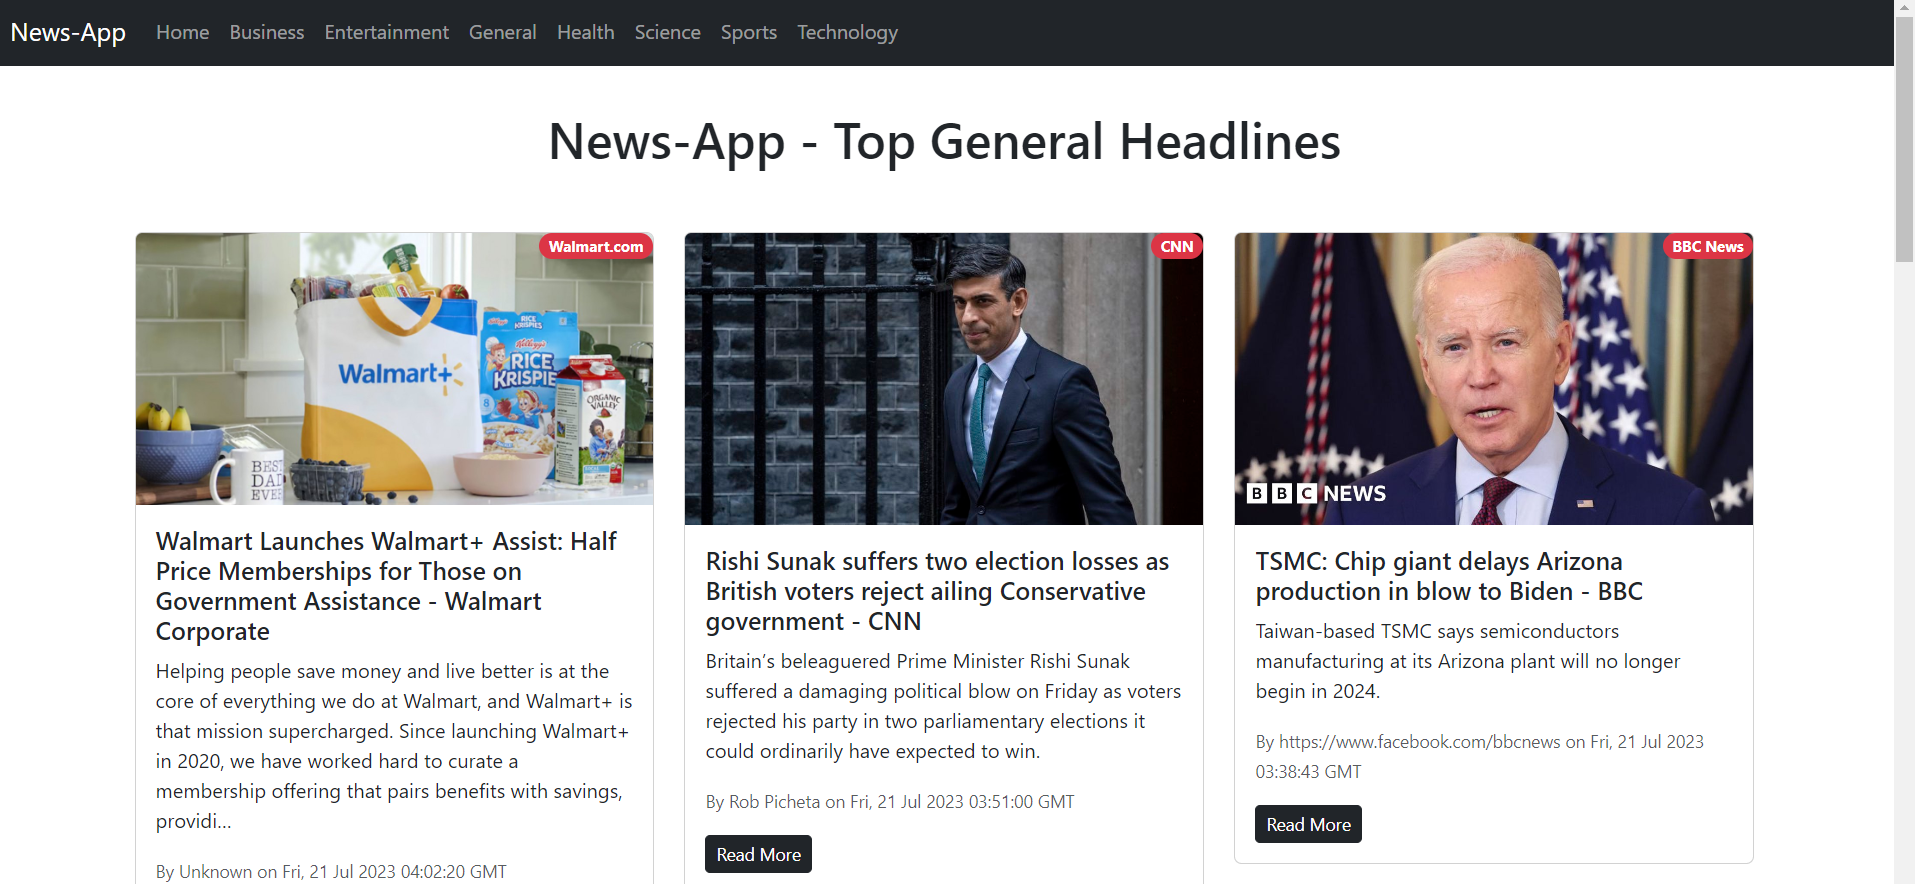 News-App Home Business Entertainment General Health Science Sports Technology
News-App - Top General Headlines
Walmart.com
Walmart+
RICE KRISPIES
Kellogg's
RICE
KRISPIE
ORGANIC
VALLEY
BEST
DAD
EVER
Walmart Launches Walmart+ Assist: Half
Price Memberships for Those on
Government Assistance - Walmart
Corporate
Helping people save money and live better is at the
core of everything we do at Walmart, and Walmart+ is
that mission supercharged. Since launching Walmart+
in 2020, we have worked hard to curate a
membership offering that pairs benefits with savings,
providi…
By Unknown on Fri, 21 Jul 2023 04:02:20 GMT
CNN
Rishi Sunak suffers two election losses as
British voters reject ailing Conservative
government - CNN
Britain’s beleaguered Prime Minister Rishi Sunak
suffered a damaging political blow on Friday as voters
rejected his party in two parliamentary elections it
could ordinarily have expected to win.
By Rob Picheta on Fri, 21 Jul 2023 03:51:00 GMT
Read More
BBC News
BBC NEWS
TSMC: Chip giant delays Arizona
production in blow to Biden - BBC
Taiwan-based TSMC says semiconductors
manufacturing at its Arizona plant will no longer
begin in 2024.
By https://www.facebook.com/bbcnews on Fri, 21 Jul 2023
03:38:43 GMT
Read More